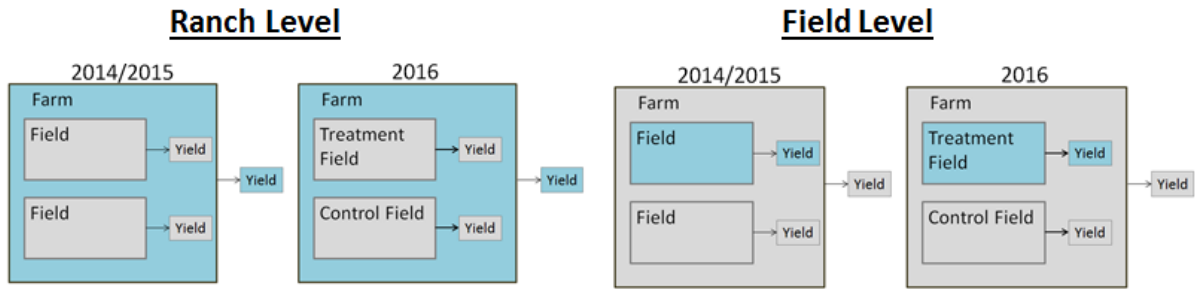 Ranch Level
2014/2015
Farm
Field
Yield
Yield
Field
Yield
2016
Farm
Treatment
Field
Yield
Yield
Control Field
Yield
Field Level
2014/2015
Farm
Field
Yield
Yield
Field
Yield
2016
Farm
Treatment
Field
Yield
Yield
Control Field
Yield